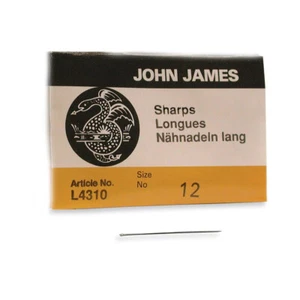 JOHN JAMES
Sharps
Longues
Nähnadeln lang
Article No.
L4310
Size
No
12